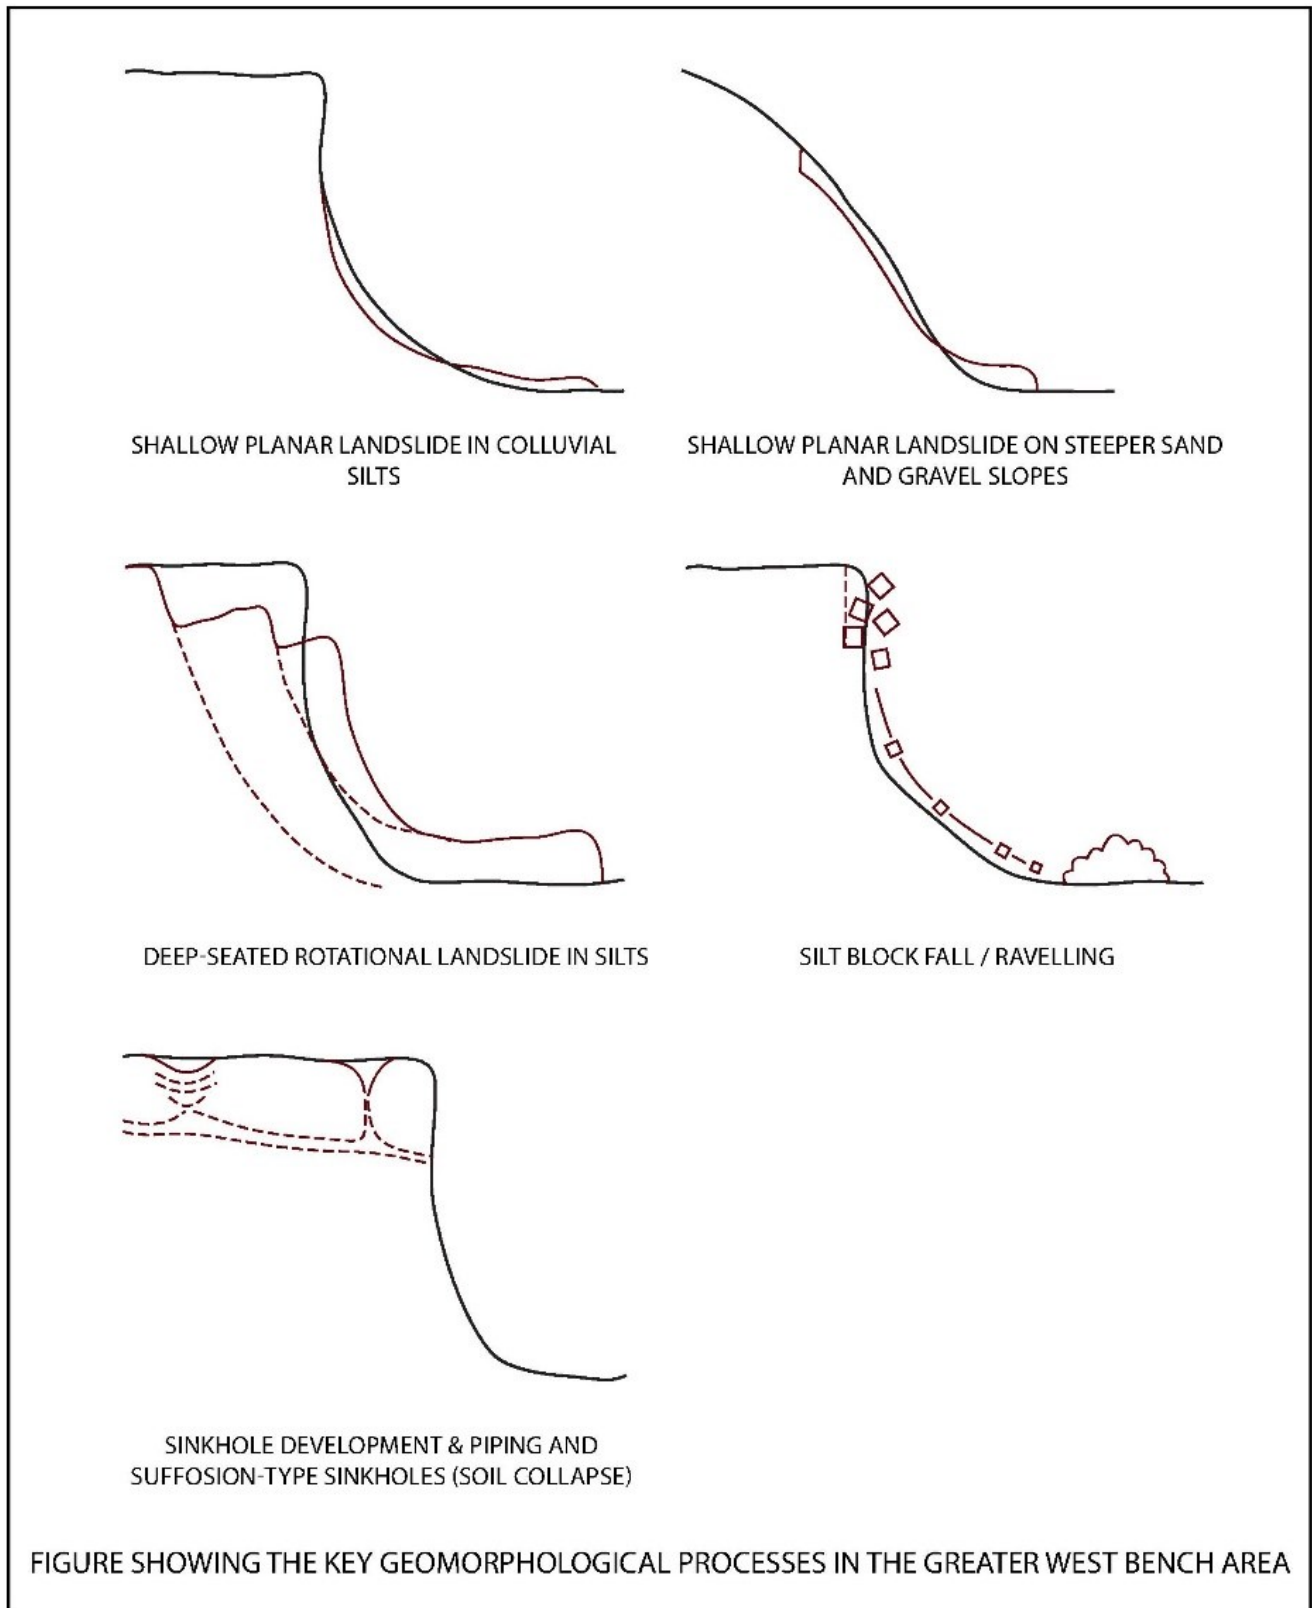 SHALLOW PLANAR LANDSLIDE IN COLLUVIAL
SILTS
SHALLOW PLANAR LANDSLIDE ON STEEPER SAND
AND GRAVEL SLOPES
DEEP-SEATED ROTATIONAL LANDSLIDE IN SILTS
SILT BLOCK FALL / RAVELLING
SINKHOLE DEVELOPMENT & PIPING AND
SUFFOSION-TYPE SINKHOLES (SOIL COLLAPSE)
FIGURE SHOWING THE KEY GEOMORPHOLOGICAL PROCESSES IN THE GREATER WEST BENCH AREA